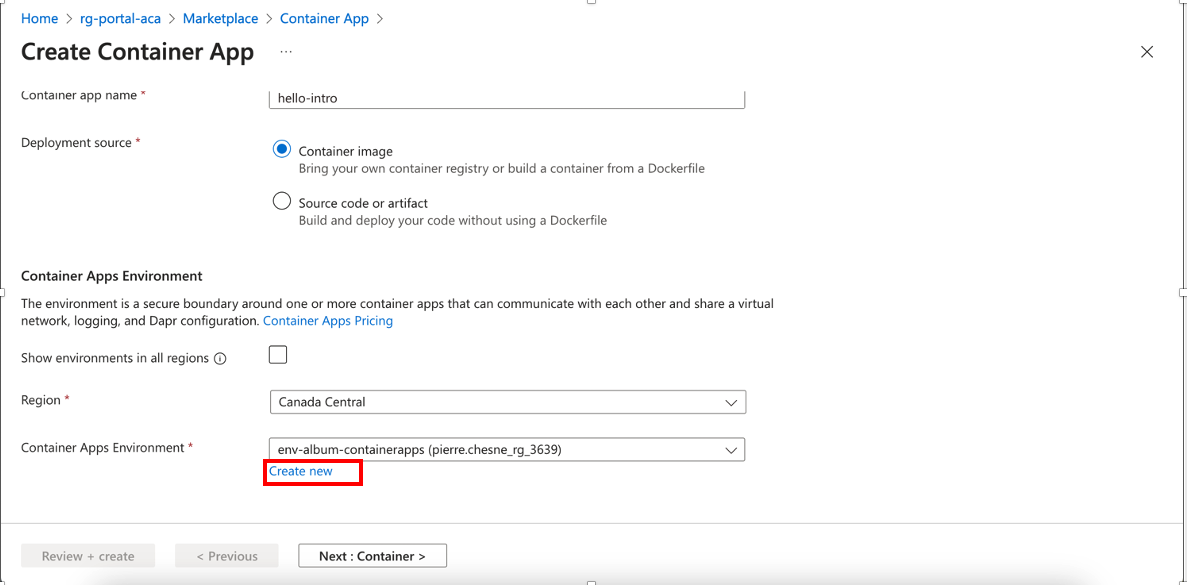 Home > rg-portal-aca > Marketplace > Container App >
Create Container App ...
Container app name *
hello-intro
Deployment source *
Container image
Bring your own container registry or build a container from a Dockerfile
Source code or artifact
Build and deploy your code without using a Dockerfile
Container Apps Environment
The environment is a secure boundary around one or more container apps that can communicate with each other and share a virtual
network, logging, and Dapr configuration. Container Apps Pricing
Show environments in all regions
Region *
Canada Central
Container Apps Environment *
env-album-containerapps (pierre.chesne_rg_3639)
Create new
Review + create
< Previous
Next : Container >